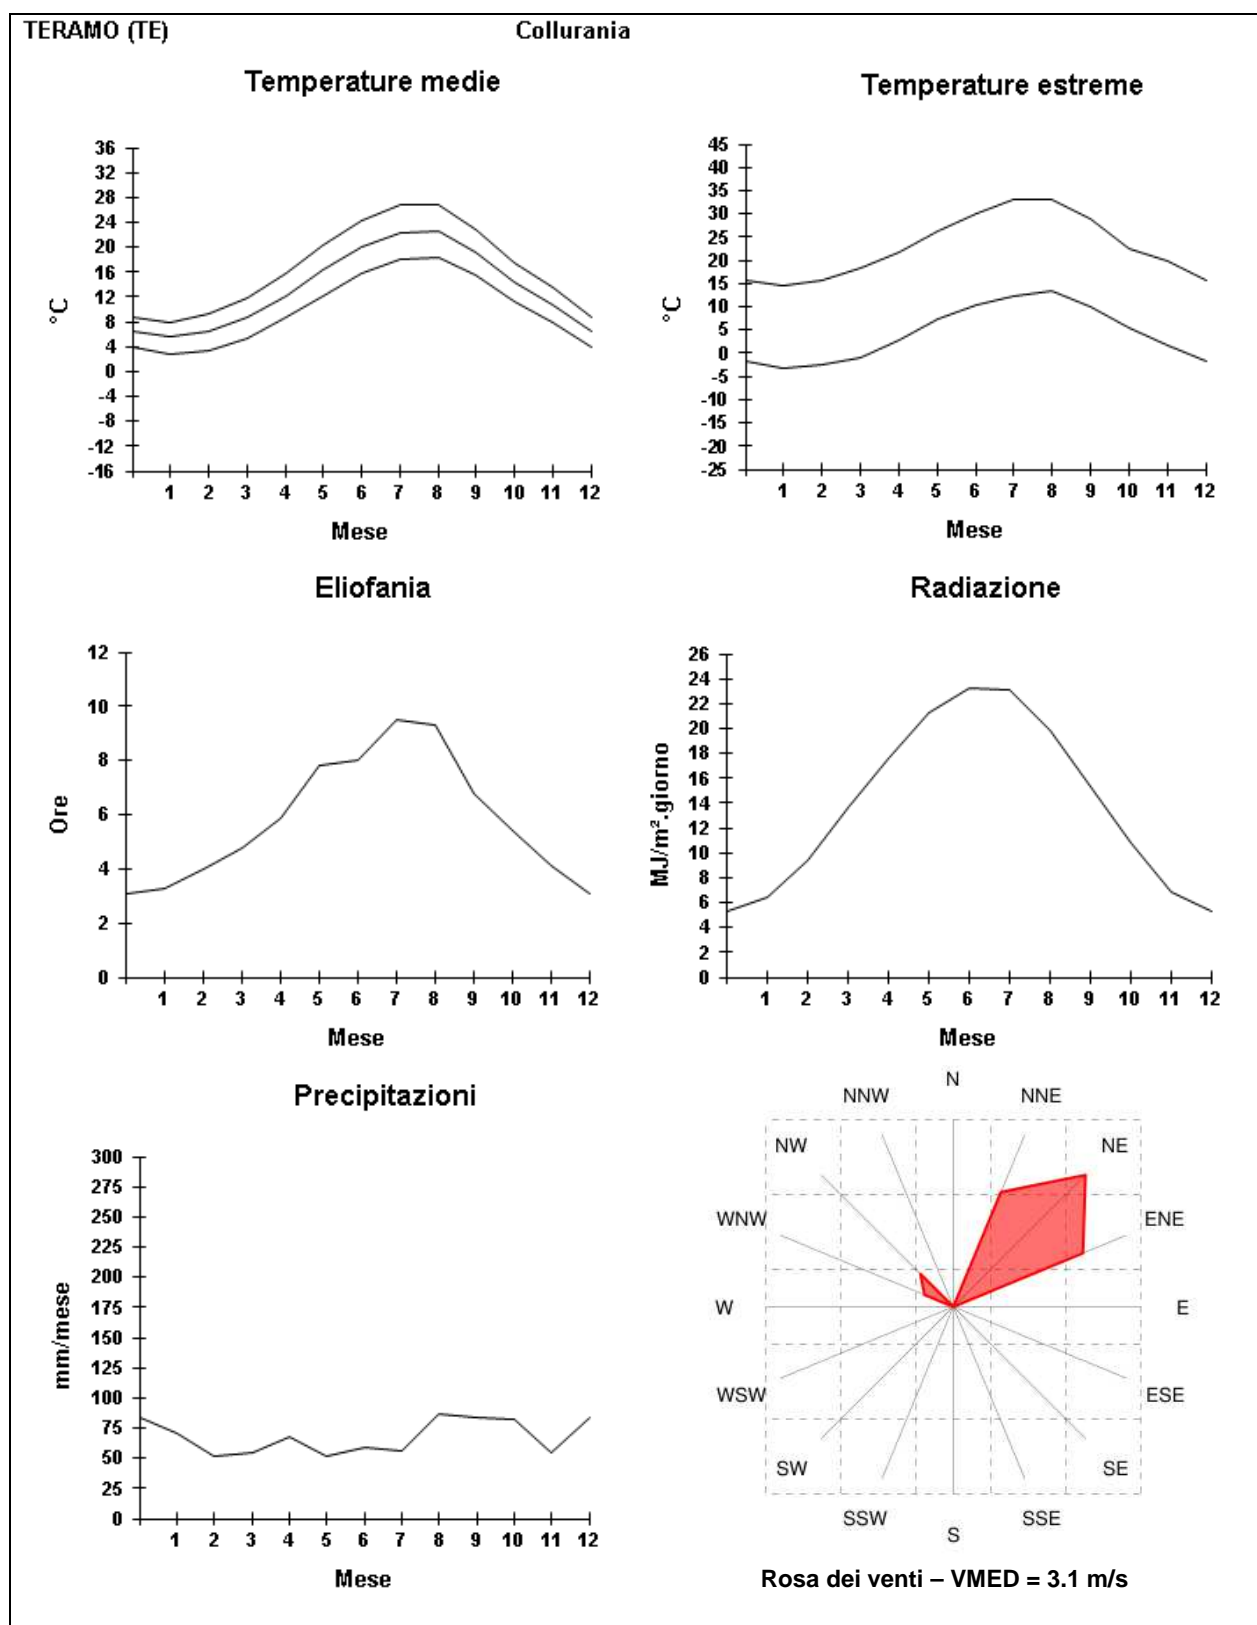 TERAMO (TE) Collurania
Temperature medie
36
32
28
24
20
16
12
8
4
0
-4
-8
-12
-16
°C
1 2 3 4 5 6 7 8 9 10 11 12
Mese
Temperature estreme
45
40
35
30
25
20
15
10
5
0
-5
-10
-15
-20
-25
°C
1 2 3 4 5 6 7 8 9 10 11 12
Mese
Eliofania
12
10
8
6
4
2
0
Ore
1 2 3 4 5 6 7 8 9 10 11 12
Mese
Radiazione
26
24
22
20
18
16
14
12
10
8
6
4
2
0
MJ/m².giorno
1 2 3 4 5 6 7 8 9 10 11 12
Mese
Precipitazioni
300
275
250
225
200
175
150
125
100
75
50
25
0
mm/mese
1 2 3 4 5 6 7 8 9 10 11 12
Mese
N
NNW NNE
NW NE
WNW ENE
W E
WSW ESE
SW SE
SSW SSE
S
Rosa dei venti – VMED = 3.1 m/s